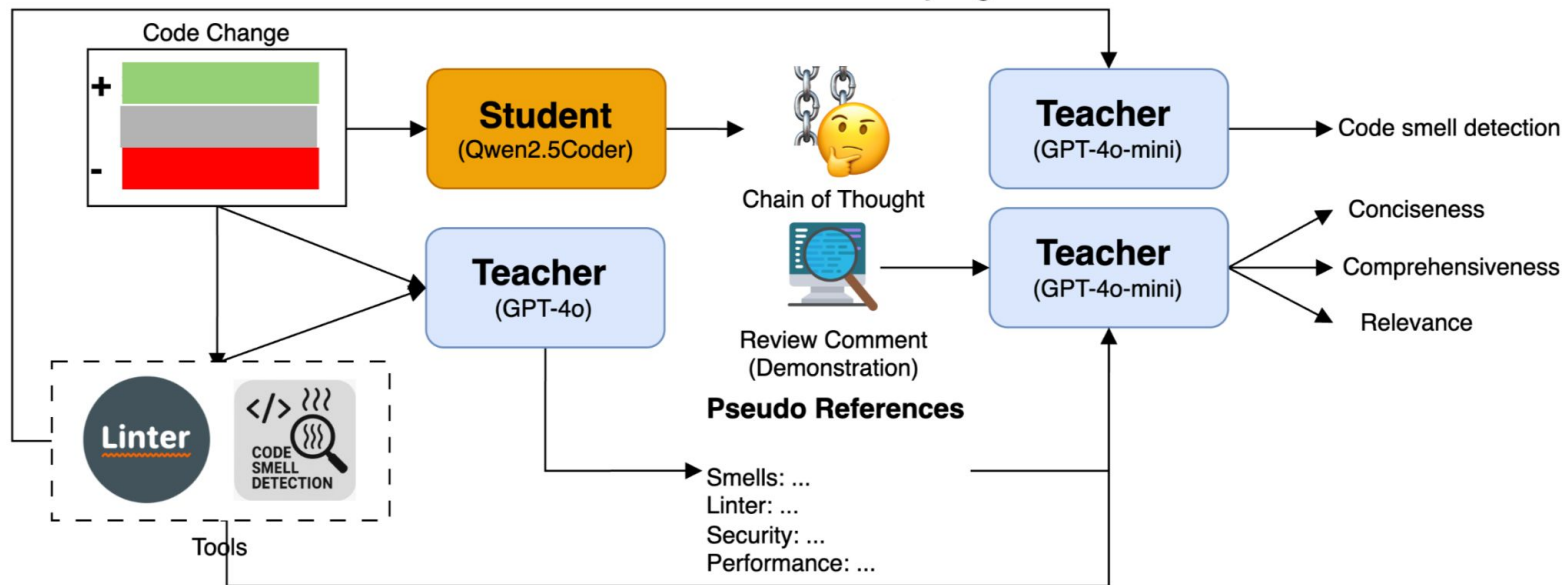 Code Change
+
-
Student
(Qwen2.5Coder)
Chain of Thought
Teacher
(GPT-4o-mini)
Code smell detection
Teacher
(GPT-4o)
Review Comment
(Demonstration)
Teacher
(GPT-4o-mini)
Conciseness
Comprehensiveness
Relevance
Linter
</>
CODE
SMELL
DETECTION
Tools
Pseudo References
Smells: ...
Linter: ...
Security: ...
Performance: ...